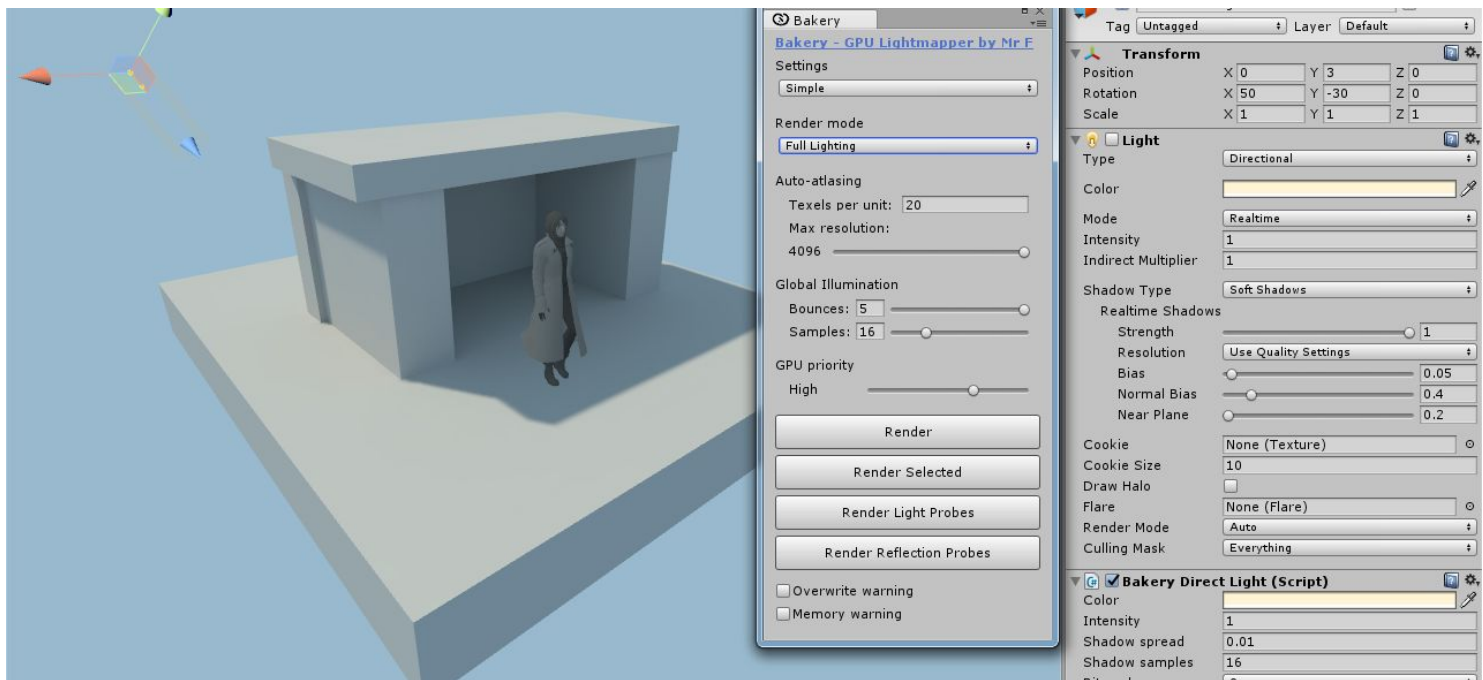 Bakery
Bakery - GPU Lightmapper by Mr F
Settings
Simple
Render mode
Full Lighting
Auto-atlasing
Texels per unit: 20
Max resolution:
4096
Global Illumination
Bounces: 5
Samples: 16
GPU priority
High
Render
Render Selected
Render Light Probes
Render Reflection Probes
Overwrite warning
Memory warning
Tag Untagged Layer Default
Transform
Position X 0 Y 3 Z 0
Rotation X 50 Y -30 Z 0
Scale X 1 Y 1 Z 1
Light
Type Directional
Color
Mode Realtime
Intensity 1
Indirect Multiplier 1
Shadow Type Soft Shadows
Realtime Shadows
Strength 1
Resolution Use Quality Settings
Bias 0.05
Normal Bias 0.4
Near Plane 0.2
Cookie None (Texture)
Cookie Size 10
Draw Halo
Flare None (Flare)
Render Mode Auto
Culling Mask Everything
Bakery Direct Light (Script)
Color
Intensity 1
Shadow spread 0.01
Shadow samples 16